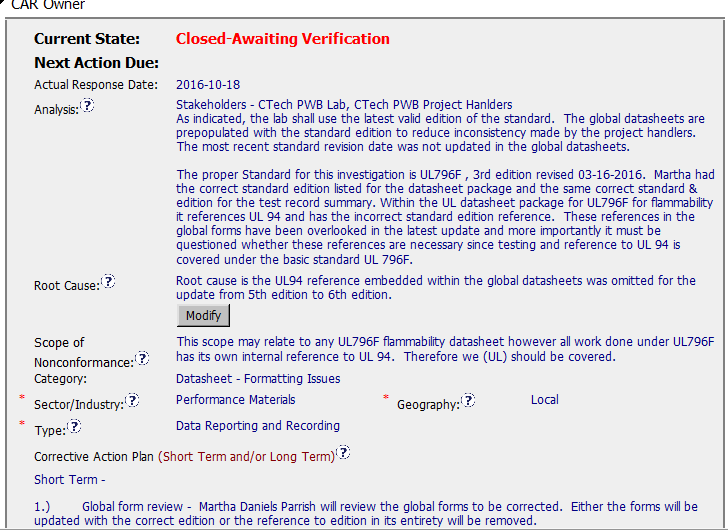 CAR Owner
Current State: Closed-Awaiting Verification
Next Action Due:
Actual Response Date: 2016-10-18
Analysis: Stakeholders - CTech PWB Lab, CTech PWB Project Hanlders
As indicated, the lab shall use the latest valid edition of the standard. The global datasheets are
prepopulated with the standard edition to reduce inconsistency made by the project handlers.
The most recent standard revision date was not updated in the global datasheets.
The proper Standard for this investigation is UL796F , 3rd edition revised 03-16-2016. Martha had
the correct standard edition listed for the datasheet package and the same correct standard &
edition for the test record summary. Within the UL datasheet package for UL796F for flammability
it references UL 94 and has the incorrect standard edition reference. These references in the
global forms have been overlooked in the latest update and more importantly it must be
questioned whether these references are necessary since testing and reference to UL 94 is
covered under the basic standard UL 796F.
Root Cause: Root cause is the UL94 reference embedded within the global datasheets was omitted for the
update from 5th edition to 6th edition.
Modify
Scope of Nonconformance: This scope may relate to any UL796F flammability datasheet however all work done under UL796F
has its own internal reference to UL 94. Therefore we (UL) should be covered.
Category: Datasheet - Formatting Issues
* Sector/Industry: Performance Materials * Geography: Local
* Type: Data Reporting and Recording
Corrective Action Plan (Short Term and/or Long Term)
Short Term -
1.) Global form review - Martha Daniels Parrish will review the global forms to be corrected. Either the forms will be
updated with the correct edition or the reference to edition in its entirety will be removed.